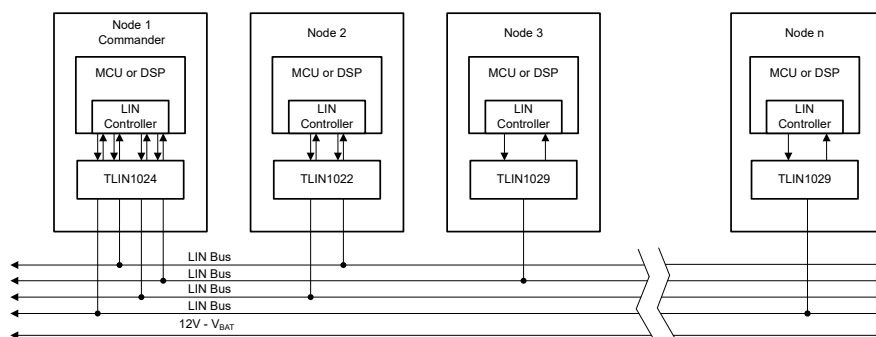 Node 1
Commander
MCU or DSP
LIN
Controller
TLIN1024
Node 2
MCU or DSP
LIN
Controller
TLIN1022
Node 3
MCU or DSP
LIN
Controller
TLIN1029
Node n
MCU or DSP
LIN
Controller
TLIN1029
LIN Bus
LIN Bus
LIN Bus
LIN Bus
12V - VBAT